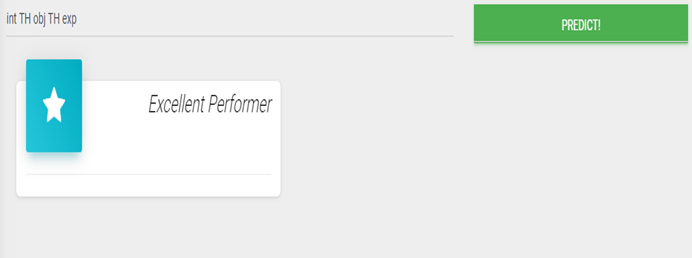 int TH obj TH exp
PREDICT!
Excellent Performer